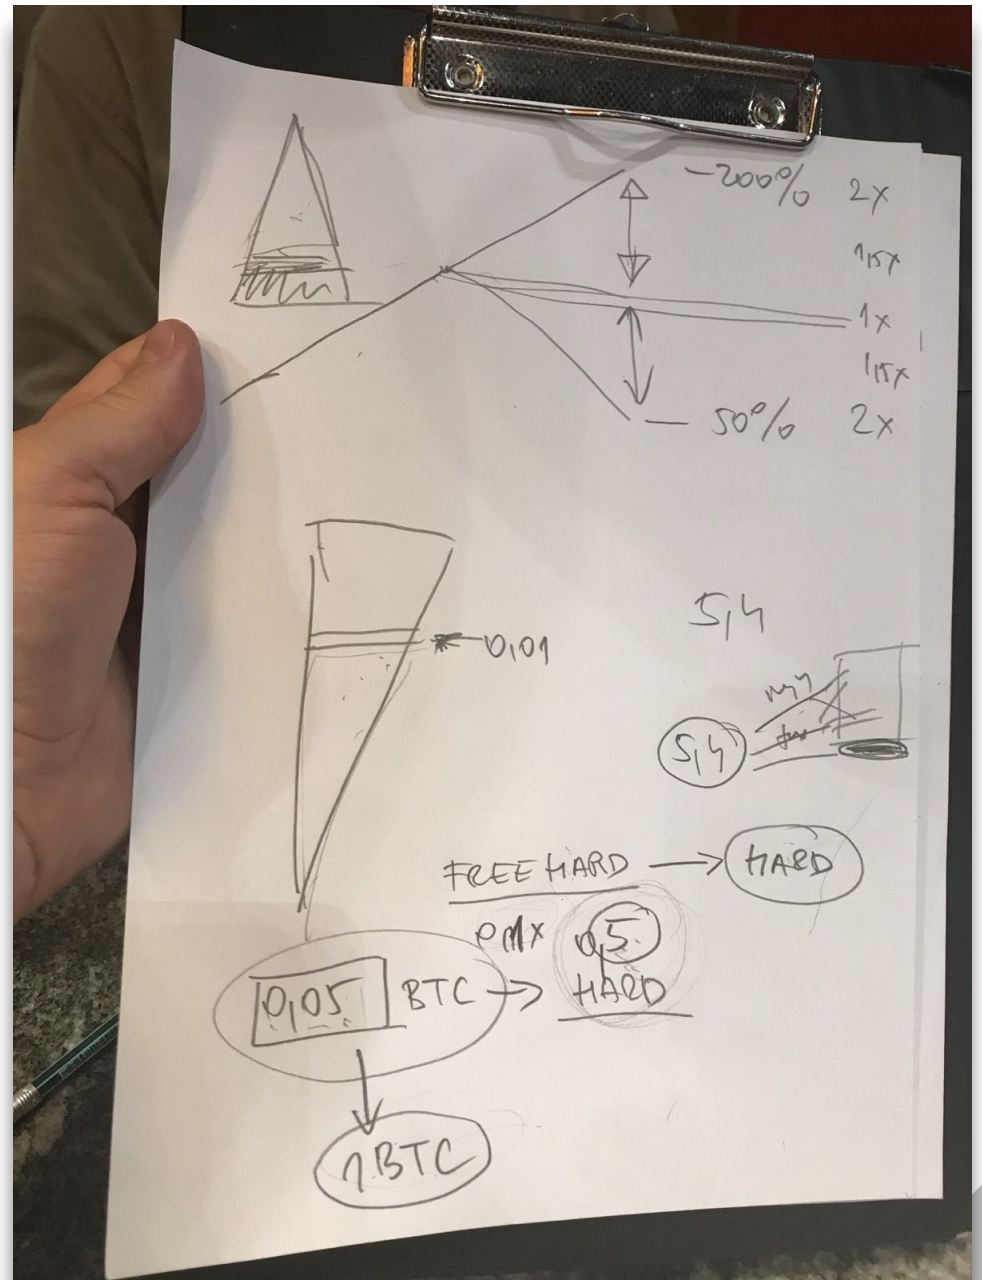 -200% 2x
1,5x
1x
1,5x
- 50% 2x
0,01
5,4
5,4
FREE HARD → HARD
0,5
0,05 BTC → HARD
1 BTC